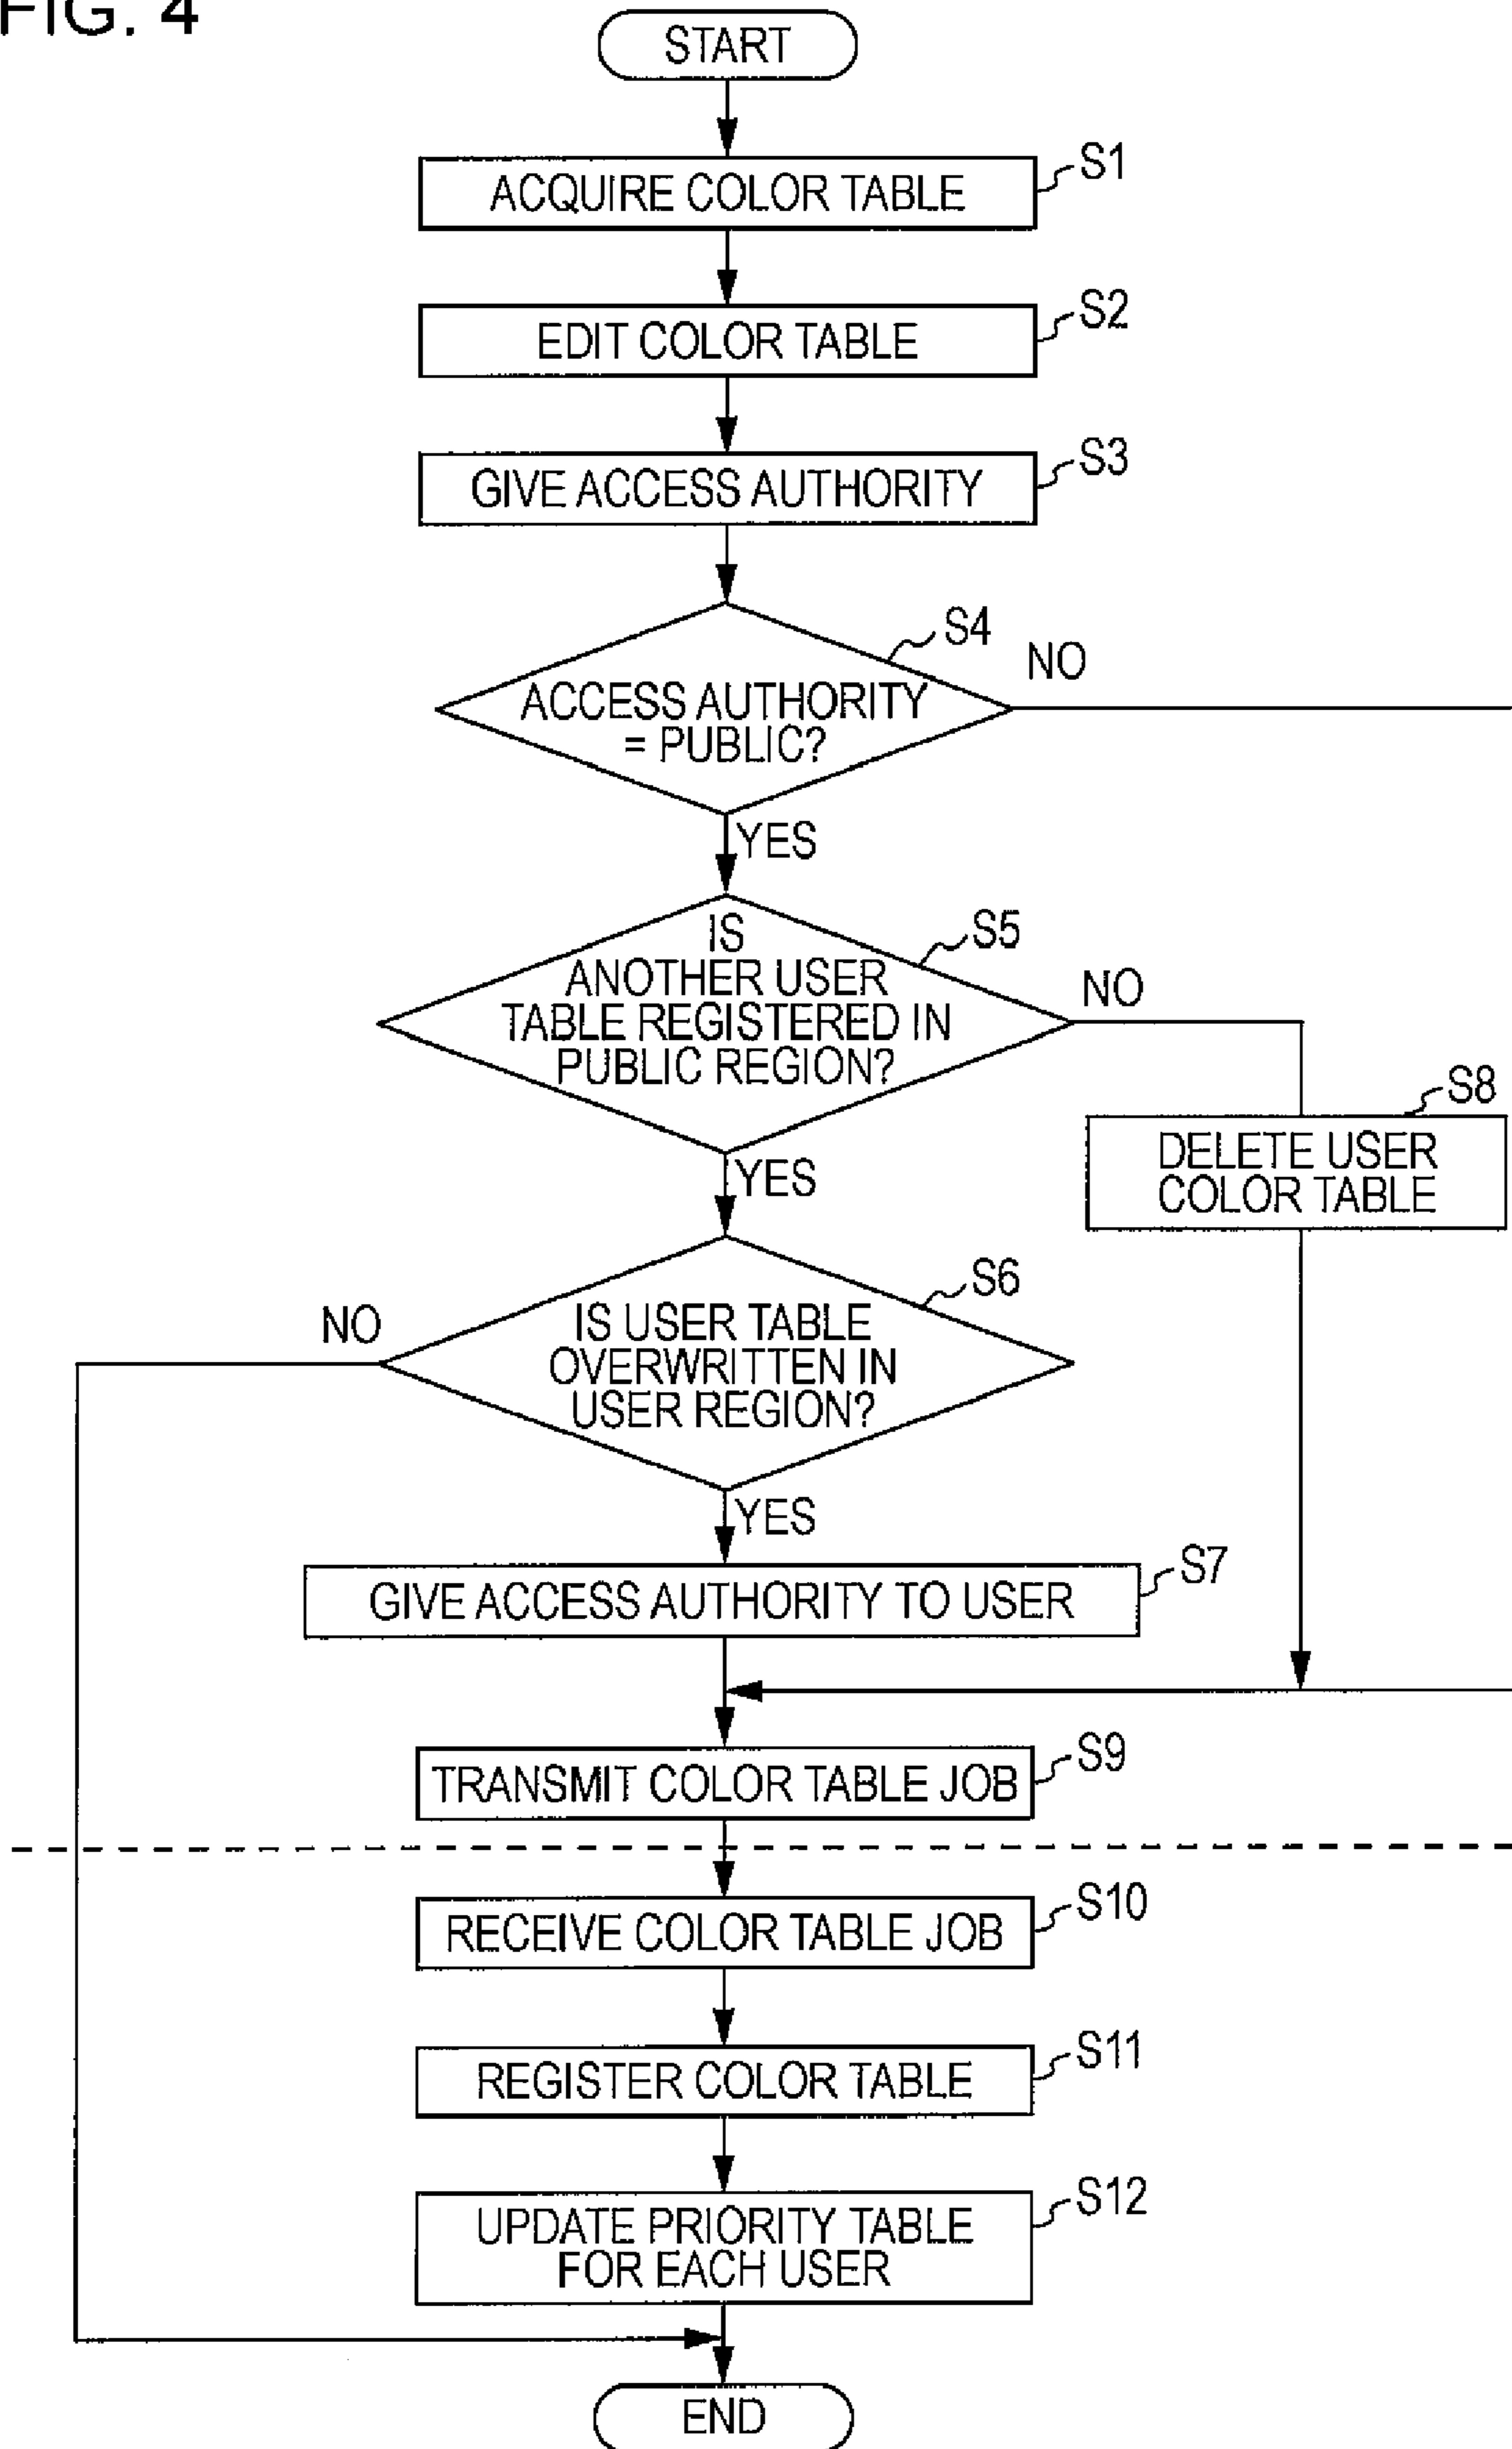 FIG. 4
START
ACQUIRE COLOR TABLE
S1
EDIT COLOR TABLE
S2
GIVE ACCESS AUTHORITY
S3
S4
NO
ACCESS AUTHORITY
= PUBLIC?
YES
S5
IS
ANOTHER USER
TABLE REGISTERED IN
PUBLIC REGION?
NO
S8
DELETE USER
COLOR TABLE
YES
S6
NO
IS USER TABLE
OVERWRITTEN IN
USER REGION?
YES
S7
GIVE ACCESS AUTHORITY TO USER
S9
TRANSMIT COLOR TABLE JOB
S10
RECEIVE COLOR TABLE JOB
S11
REGISTER COLOR TABLE
S12
UPDATE PRIORITY TABLE
FOR EACH USER
END